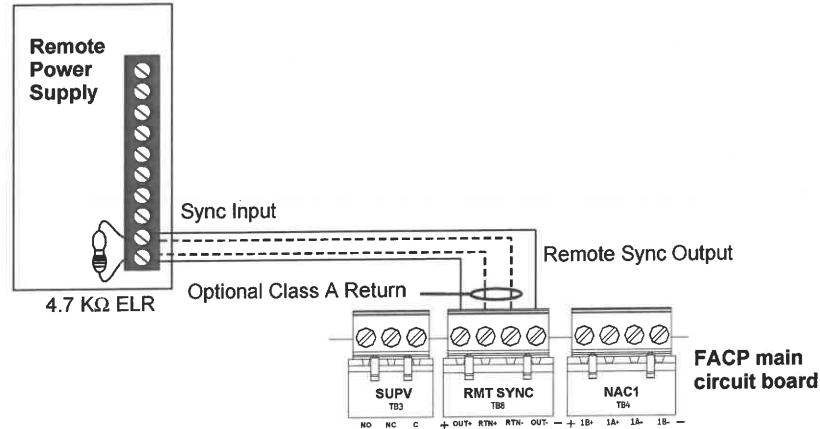 Remote
Power
Supply
Sync Input
Remote Sync Output
Optional Class A Return
4.7 KΩ ELR
FACP main
circuit board
SUPV
TB3
NO NC C
RMT SYNC
TB8
+ OUT+ RTN+ RTN- OUT- -
NAC1
TB4
+ 1B+ 1A+ 1A- 1B- -